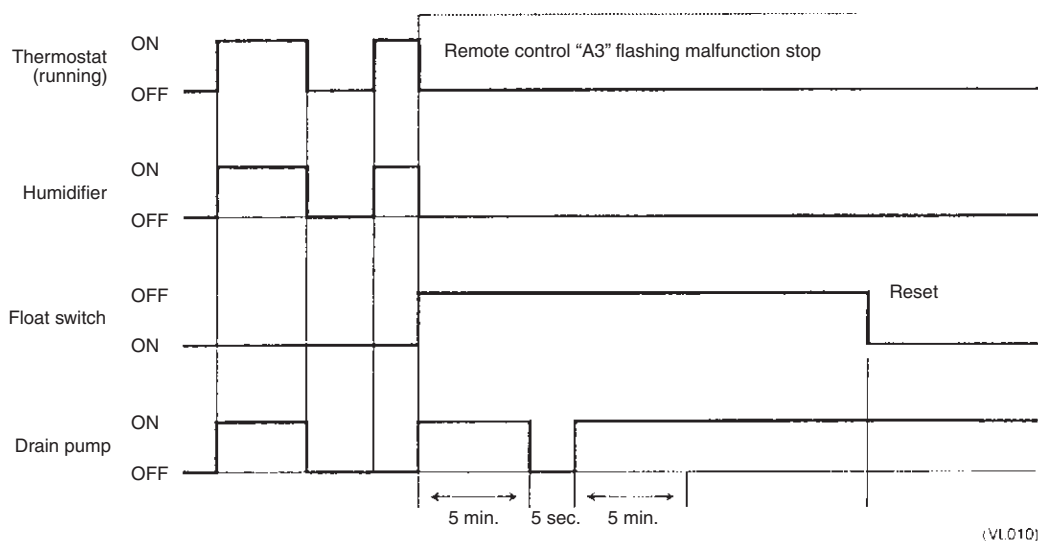 Thermostat
(running)
ON
OFF
Remote control “A3” flashing malfunction stop
Humidifier
ON
OFF
Float switch
OFF
ON
Reset
Drain pump
ON
OFF
5 min.
5 sec.
5 min.
(VL010)